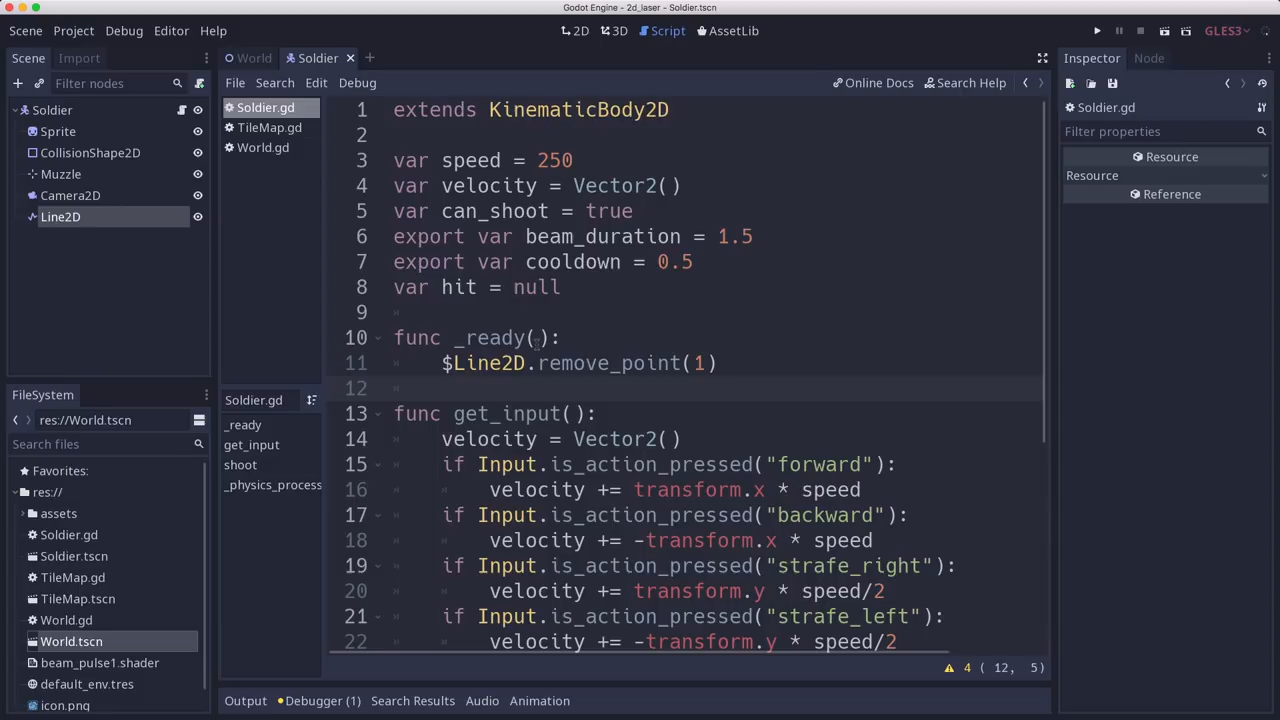 Godot Engine - 2d_laser - Soldier.tscn
Scene Project Debug Editor Help
2D 3D Script AssetLib
GLES3
Scene Import
World Soldier
Inspector Node
Filter nodes
File Search Edit Debug
Online Docs Search Help
Soldier
Sprite
CollisionShape2D
Muzzle
Camera2D
Line2D
Soldier.gd
TileMap.gd
World.gd
Soldier.gd
_ready
get_input
shoot
_physics_process
1 extends KinematicBody2D
2
3 var speed = 250
4 var velocity = Vector2()
5 var can_shoot = true
6 export var beam_duration = 1.5
7 export var cooldown = 0.5
8 var hit = null
9
10 func _ready():
11 $Line2D.remove_point(1)
12
13 func get_input():
14 velocity = Vector2()
15 if Input.is_action_pressed("forward"):
16 velocity += transform.x * speed
17 if Input.is_action_pressed("backward"):
18 velocity += -transform.x * speed
19 if Input.is_action_pressed("strafe_right"):
20 velocity += transform.y * speed/2
21 if Input.is_action_pressed("strafe_left"):
22 velocity += -transform.y * speed/2
4 ( 12, 5)
Soldier.gd
Filter properties
Resource
Resource
Reference
FileSystem
res://World.tscn
Search files
Favorites:
res://
assets
Soldier.gd
Soldier.tscn
TileMap.gd
TileMap.tscn
World.gd
World.tscn
beam_pulse1.shader
default_env.tres
icon.png
Output Debugger (1) Search Results Audio Animation